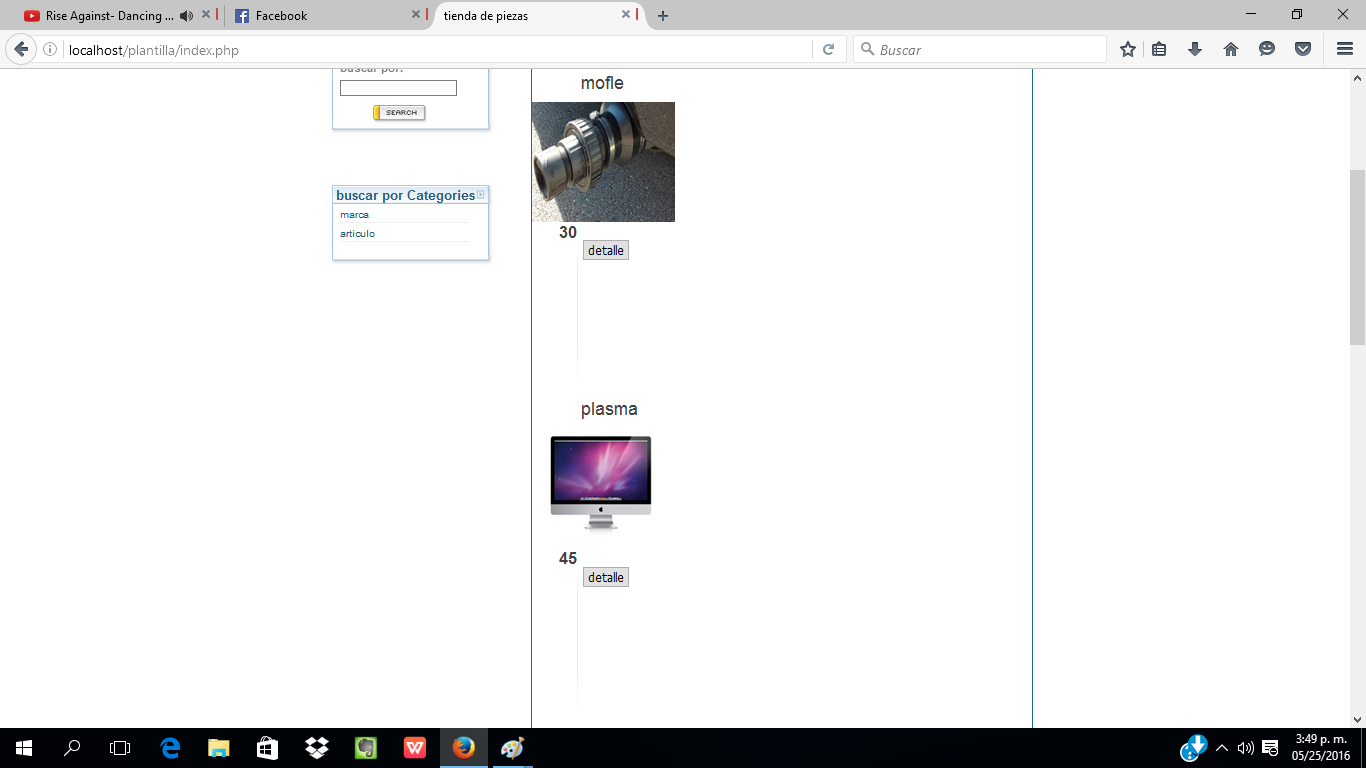 Rise Against- Dancing ...
Facebook
tienda de piezas
localhost/plantilla/index.php
Buscar
buscar por:
SEARCH
buscar por Categories
marca
articulo
mofle
30
detalle
plasma
45
detalle
3:49 p. m.
05/25/2016